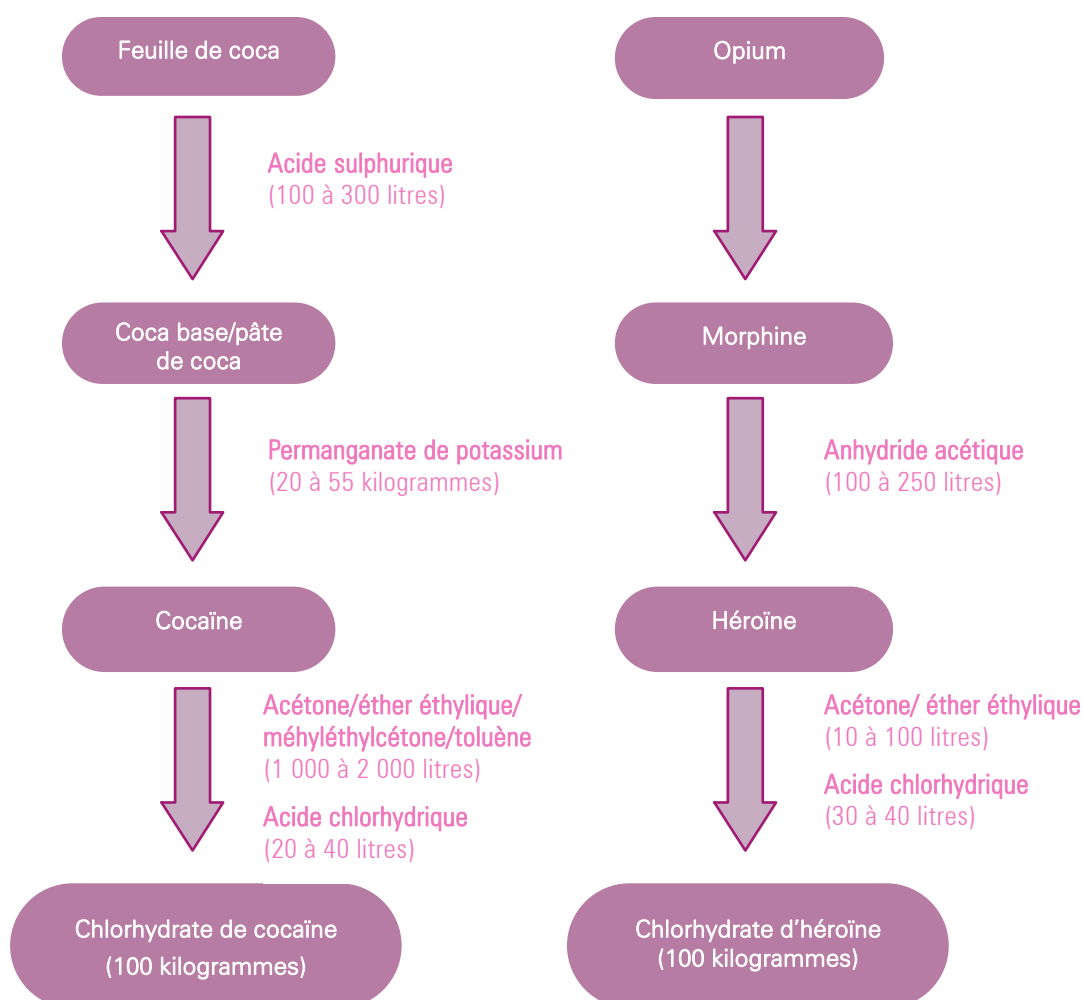 Feuille de coca
Acide sulphurique
(100 à 300 litres)
Coca base/pâte
de coca
Permanganate de potassium
(20 à 55 kilogrammes)
Cocaïne
Acétone/éther éthylique/
méhyléthylcétone/toluène
(1 000 à 2 000 litres)
Acide chlorhydrique
(20 à 40 litres)
Chlorhydrate de cocaïne
(100 kilogrammes)
Opium
Morphine
Anhydride acétique
(100 à 250 litres)
Héroïne
Acétone/ éther éthylique
(10 à 100 litres)
Acide chlorhydrique
(30 à 40 litres)
Chlorhydrate d’héroïne
(100 kilogrammes)